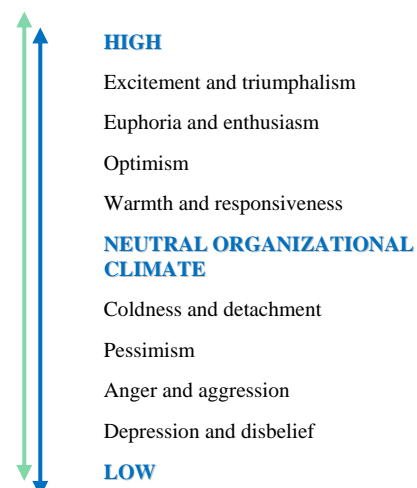 HIGH
Excitement and triumphalism
Euphoria and enthusiasm
Optimism
Warmth and responsiveness
NEUTRAL ORGANIZATIONAL
CLIMATE
Coldness and detachment
Pessimism
Anger and aggression
Depression and disbelief
LOW